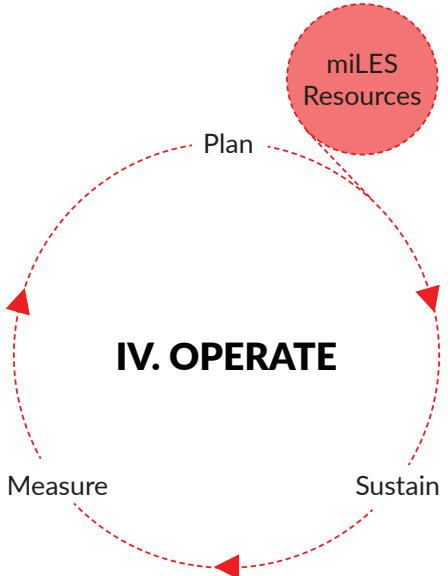 miLES
Resources
Plan
IV. OPERATE
Measure
Sustain